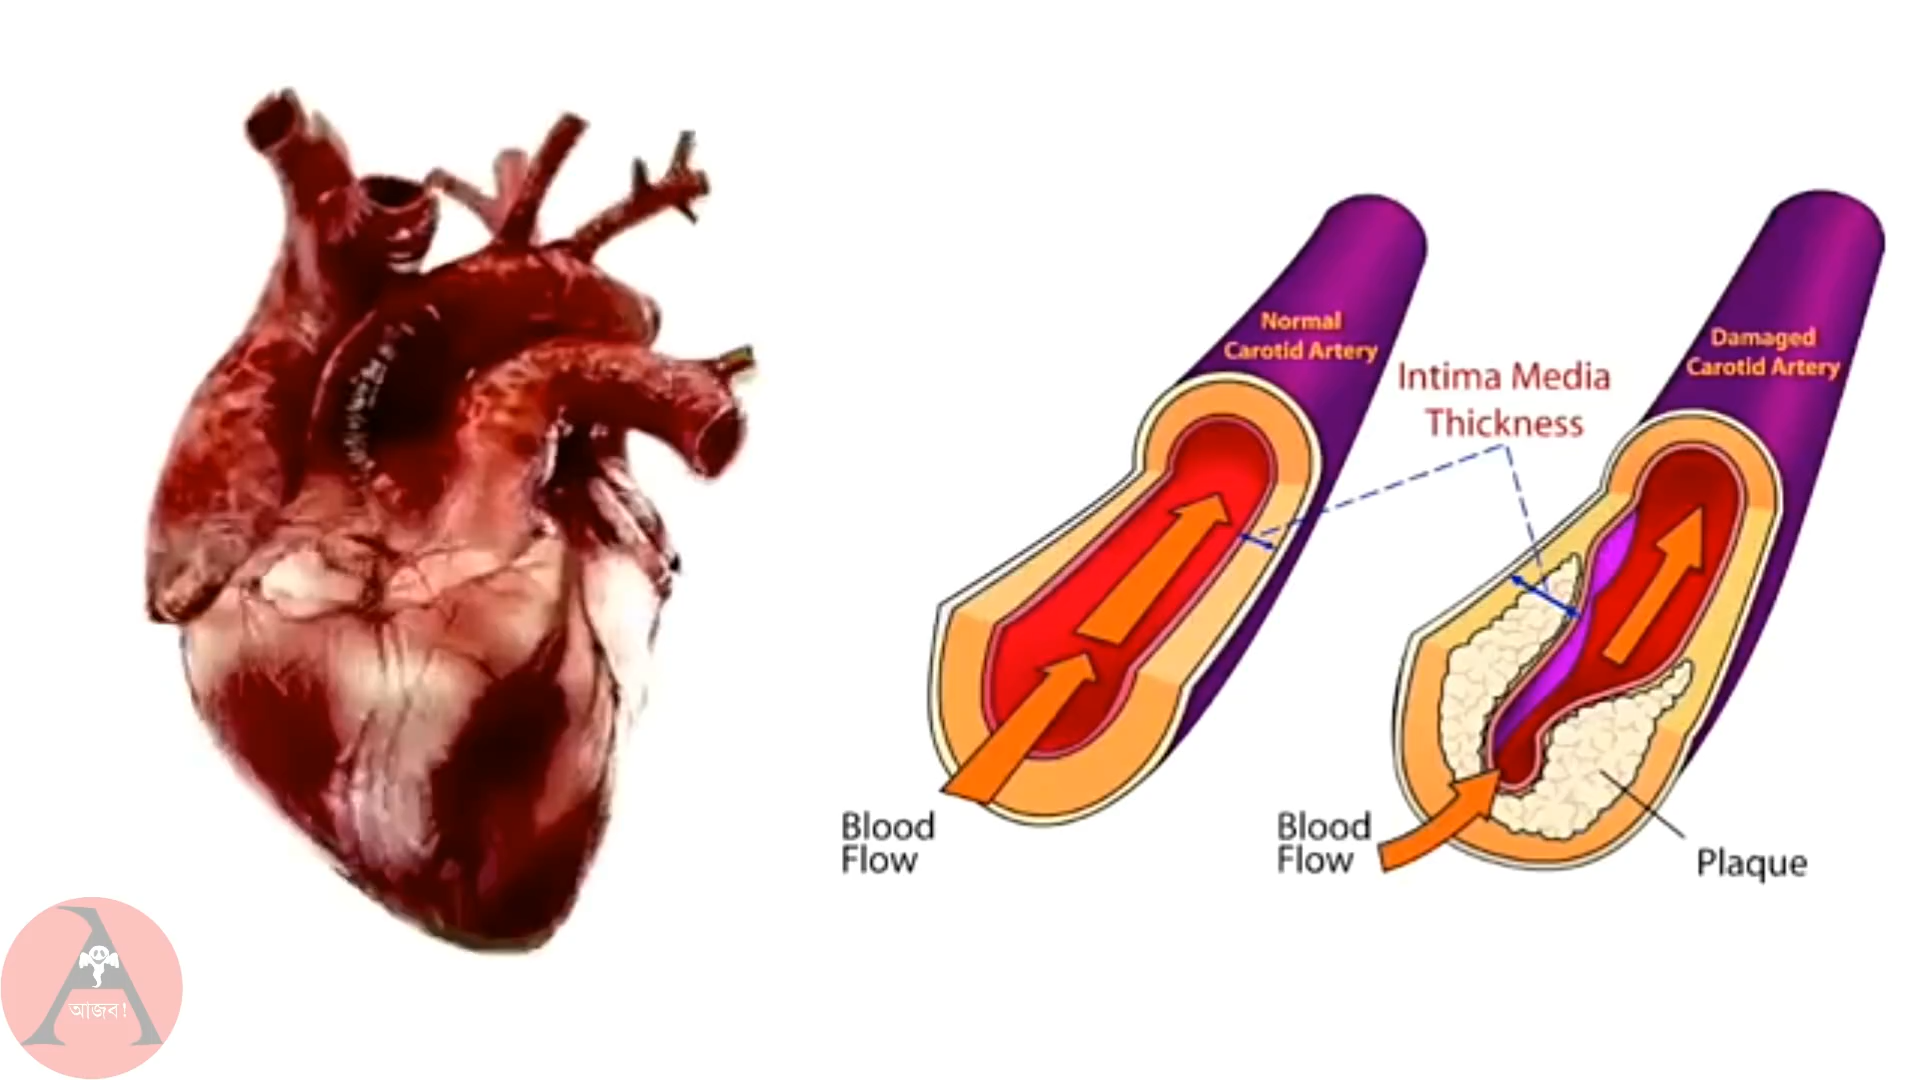 Normal
Carotid Artery
Damaged
Carotid Artery
Intima Media
Thickness
Blood
Flow
Blood
Flow
Plaque
A
আজব!